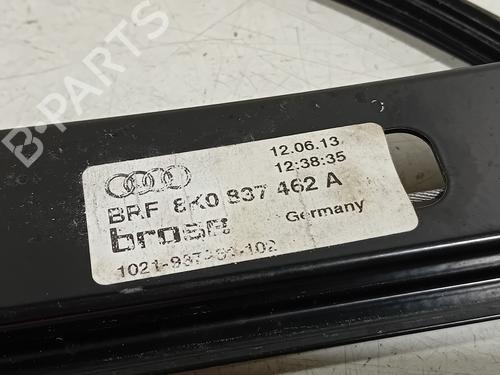 B-PARTS
12.06.13
12:38:35
BRF 8K0 837 462 A
brose
Germany